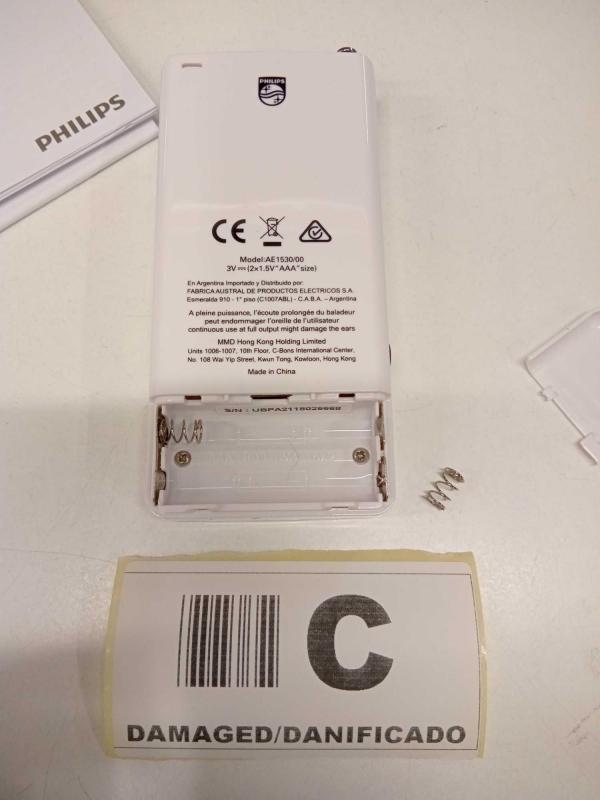 PHILIPS
PHILIPS
CE
Model:AE1530/00
3V⎓(2×1.5V"AAA"size)
En Argentina Importado y Distribuido por:
FABRICA AUSTRAL DE PRODUCTOS ELECTRICOS S.A.
Esmeralda 910 - 1° piso (C1007ABL) - C.A.B.A. – Argentina
A pleine puissance, l'écoute prolongée du baladeur
peut endommager l'oreille de l'utilisateur
continuous use at full output might damage the ears
MMD Hong Kong Holding Limited
Units 1006-1007, 10th Floor, C-Bons International Center,
No. 108 Wai Yip Street, Kwun Tong, Kowloon, Hong Kong
Made in China
S/N :
C
DAMAGED/DANIFICADO